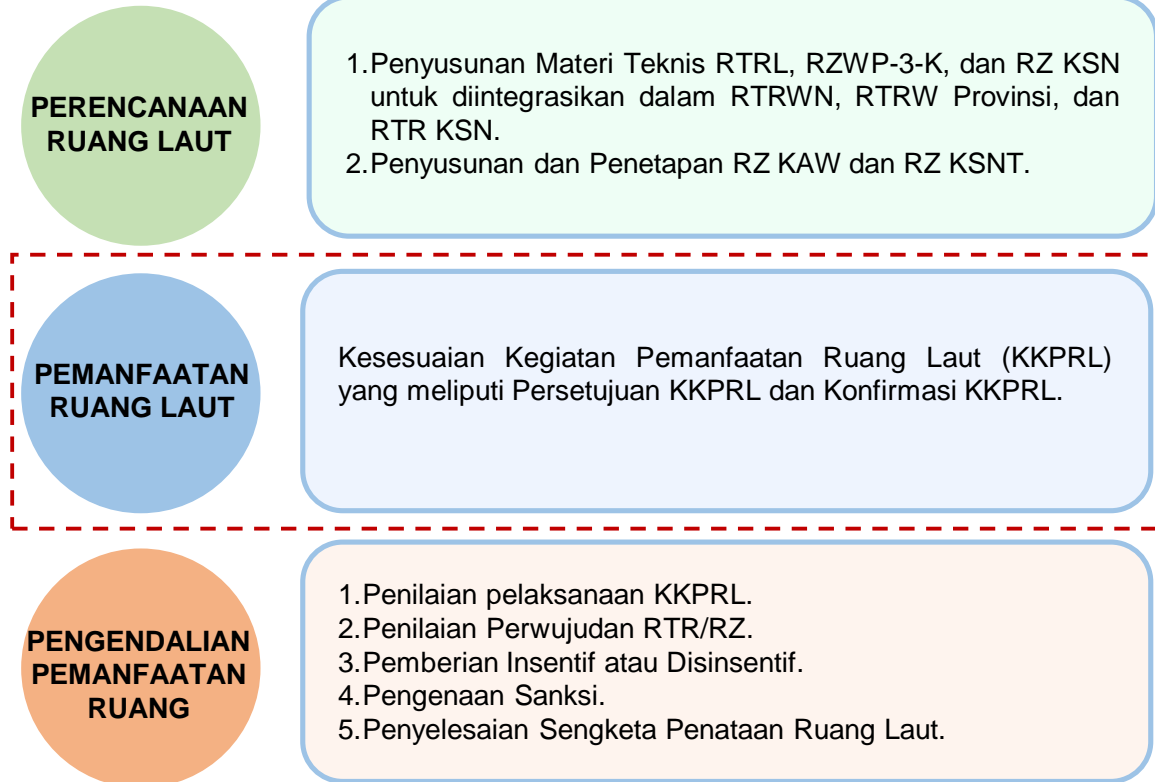 PERENCANAAN
RUANG LAUT
1.Penyusunan Materi Teknis RTRL, RZWP-3-K, dan RZ KSN
untuk diintegrasikan dalam RTRWN, RTRW Provinsi, dan
RTR KSN.
2.Penyusunan dan Penetapan RZ KAW dan RZ KSNT.
PEMANFAATAN
RUANG LAUT
Kesesuaian Kegiatan Pemanfaatan Ruang Laut (KKPRL)
yang meliputi Persetujuan KKPRL dan Konfirmasi KKPRL.
PENGENDALIAN
PEMANFAATAN
RUANG
1.Penilaian pelaksanaan KKPRL.
2.Penilaian Perwujudan RTR/RZ.
3.Pemberian Insentif atau Disinsentif.
4.Pengenaan Sanksi.
5.Penyelesaian Sengketa Penataan Ruang Laut.